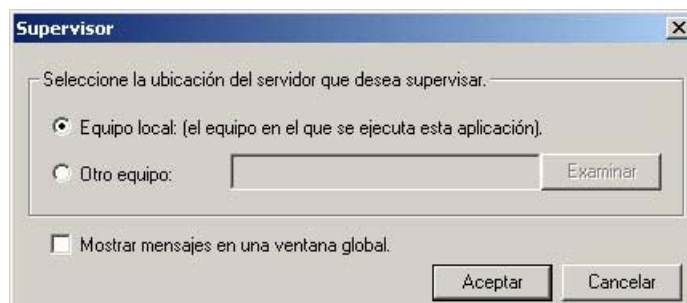 Supervisor
Seleccione la ubicación del servidor que desea supervisar.
Equipo local: (el equipo en el que se ejecuta esta aplicación).
Otro equipo:
Examinar
Mostrar mensajes en una ventana global.
Aceptar
Cancelar